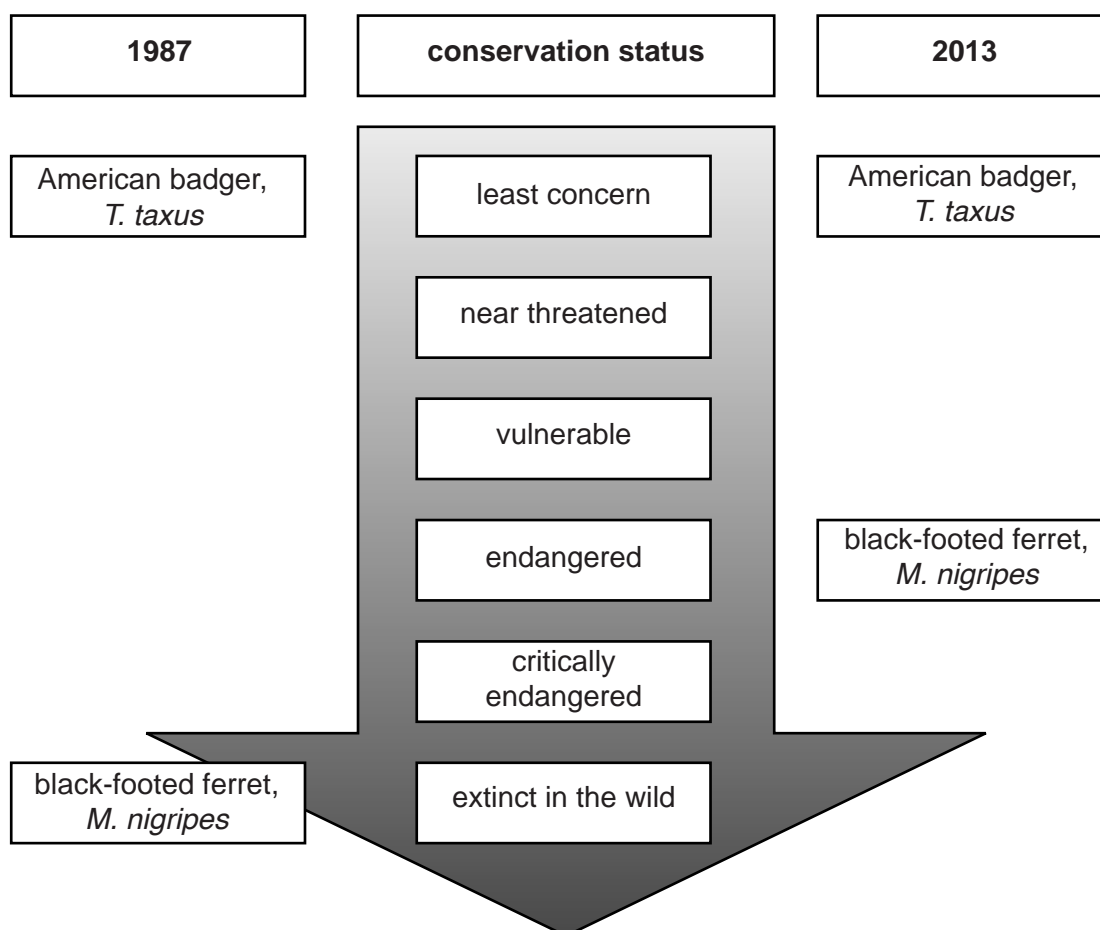 1987
conservation status
2013
American badger,
T. taxus
least concern
American badger,
T. taxus
near threatened
vulnerable
endangered
black-footed ferret,
M. nigripes
critically
endangered
black-footed ferret,
M. nigripes
extinct in the wild